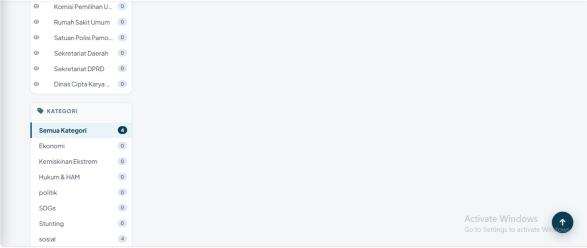 Komisi Pemilihan U... 0
Rumah Sakit Umum 0
Satuan Polisi Pamo... 0
Sekretariat Daerah 0
Sekretariat DPRD 0
Dinas Cipta Karya ... 0
KATEGORI
Semua Kategori 4
Ekonomi 0
Kemiskinan Ekstrem 0
Hukum & HAM 0
politik 0
SDGs 0
Stunting 0
sosial 4
Activate Windows
Go to Settings to activate Windows.